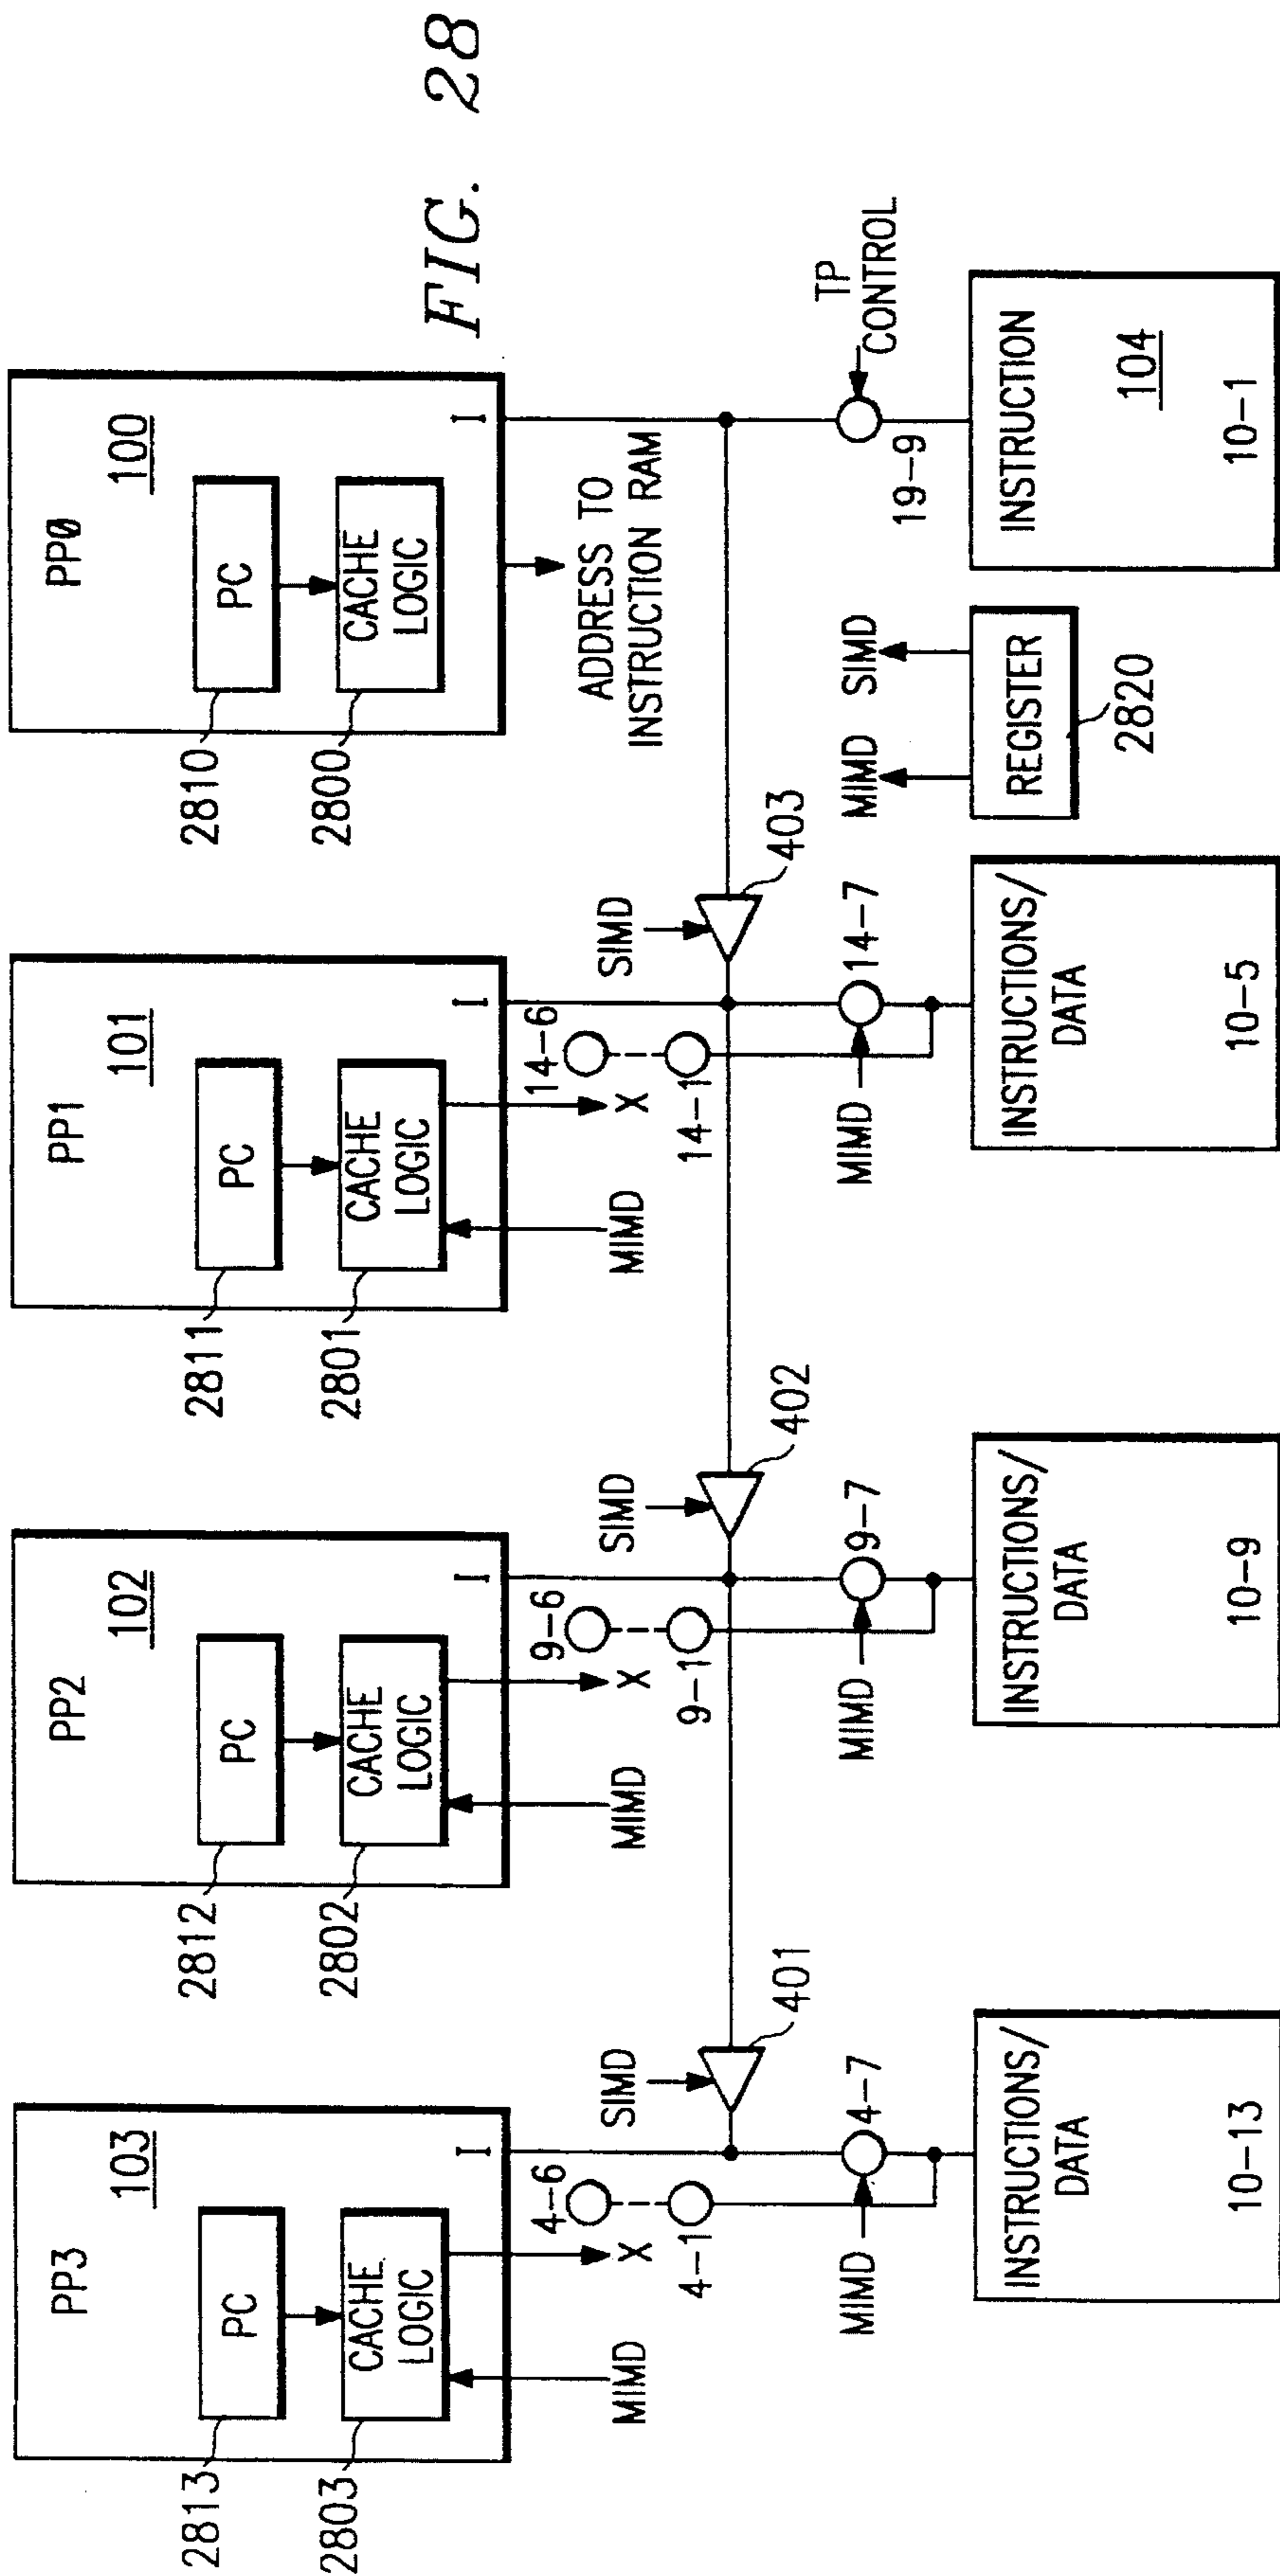 PP3
103
2813
PC
2803
CACHE
LOGIC
I
MIMD
X
4-6
4-1
SIMD
401
MIMD
4-7
INSTRUCTIONS/
DATA
10-13
PP2
102
2812
PC
2802
CACHE
LOGIC
I
MIMD
X
9-6
9-1
SIMD
402
MIMD
9-7
INSTRUCTIONS/
DATA
10-9
PP1
101
2811
PC
2801
CACHE
LOGIC
I
MIMD
X
14-6
14-1
SIMD
403
MIMD
14-7
INSTRUCTIONS/
DATA
10-5
PP0
100
2810
PC
2800
CACHE
LOGIC
I
ADDRESS TO
INSTRUCTION RAM
MIMD
SIMD
REGISTER
2820
TP
CONTROL
19-9
INSTRUCTION
104
10-1
FIG. 28